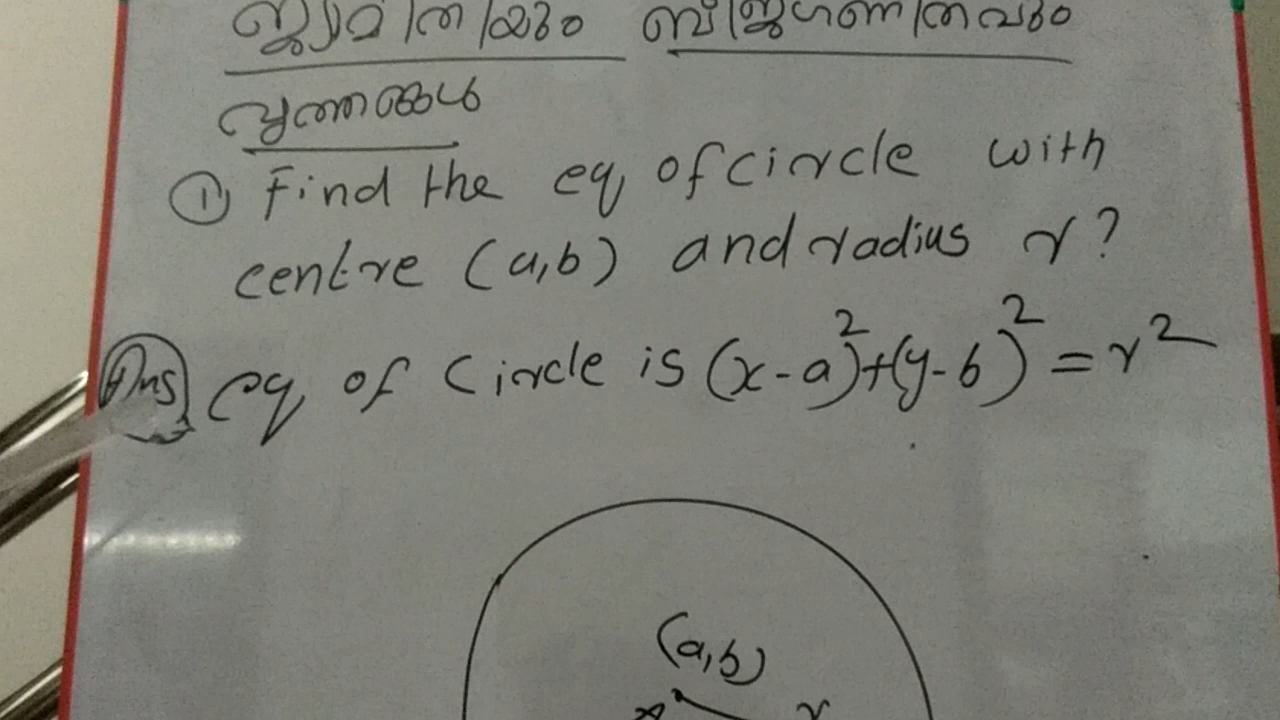 ജ്യാമിതിയും ബീജഗണിതവും
വൃത്തങ്ങൾ
① Find the eq of circle with
centre (a,b) and radius r?
Ans eq of Circle is (x-a)²+(y-b)²=r²
(a,b)
r